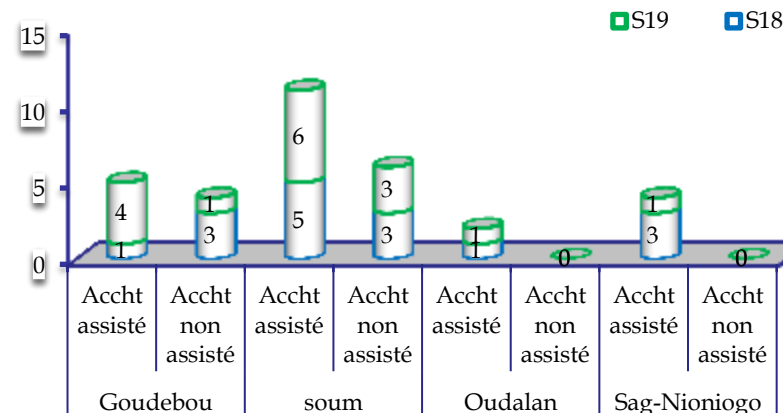 S19 S18
15
10
5
0
4
1
1
3
6
5
3
3
1
1
0
1
3
0
Accht assisté
Accht non assisté
Accht assisté
Accht non assisté
Accht assisté
Accht non assisté
Accht assisté
Accht non assisté
Goudebou soum Oudalan Sag-Nioniogo